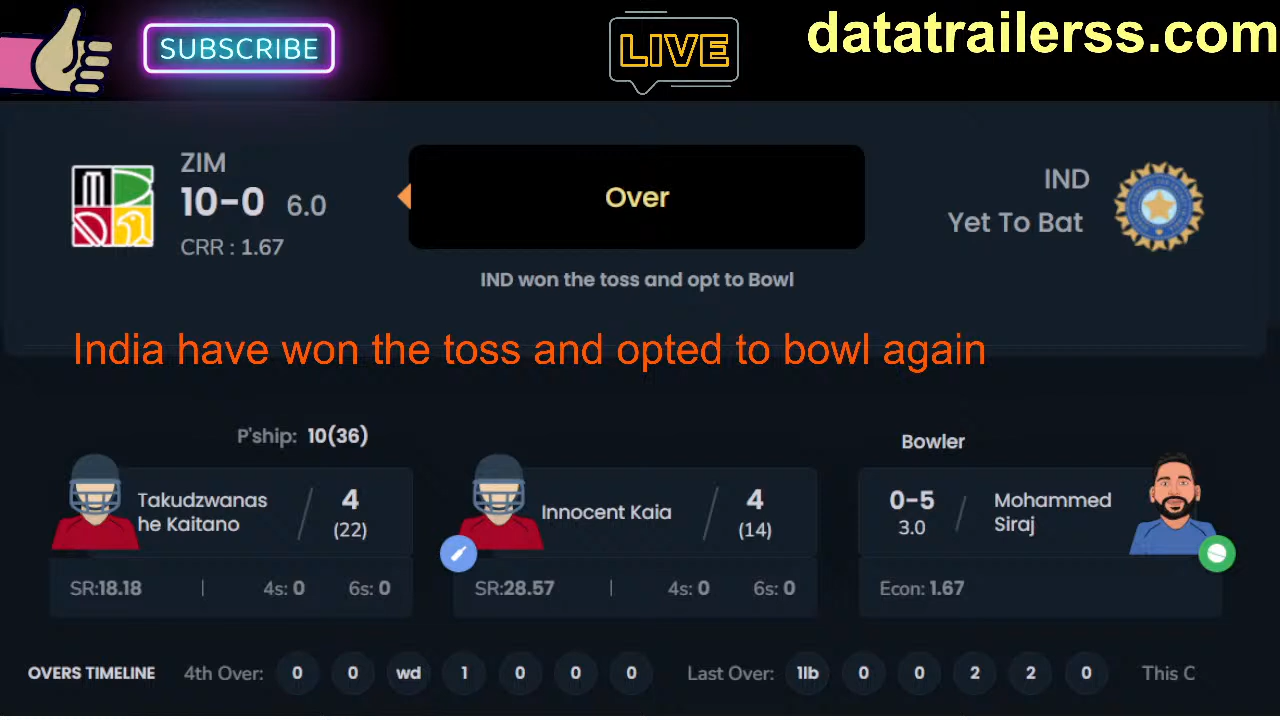 SUBSCRIBE
LIVE
datatrailerss.com
ZIM
10-0 6.0
CRR : 1.67
Over
IND
Yet To Bat
IND won the toss and opt to Bowl
India have won the toss and opted to bowl again
P'ship: 10(36)
Bowler
Takudzwanas
he Kaitano
4
(22)
SR:18.18 | 4s: 0 6s: 0
Innocent Kaia
4
(14)
SR:28.57 | 4s: 0 6s: 0
0-5
3.0
Mohammed
Siraj
Econ: 1.67
OVERS TIMELINE 4th Over: 0 0 wd 1 0 0 0 Last Over: 1lb 0 0 2 2 0 This C